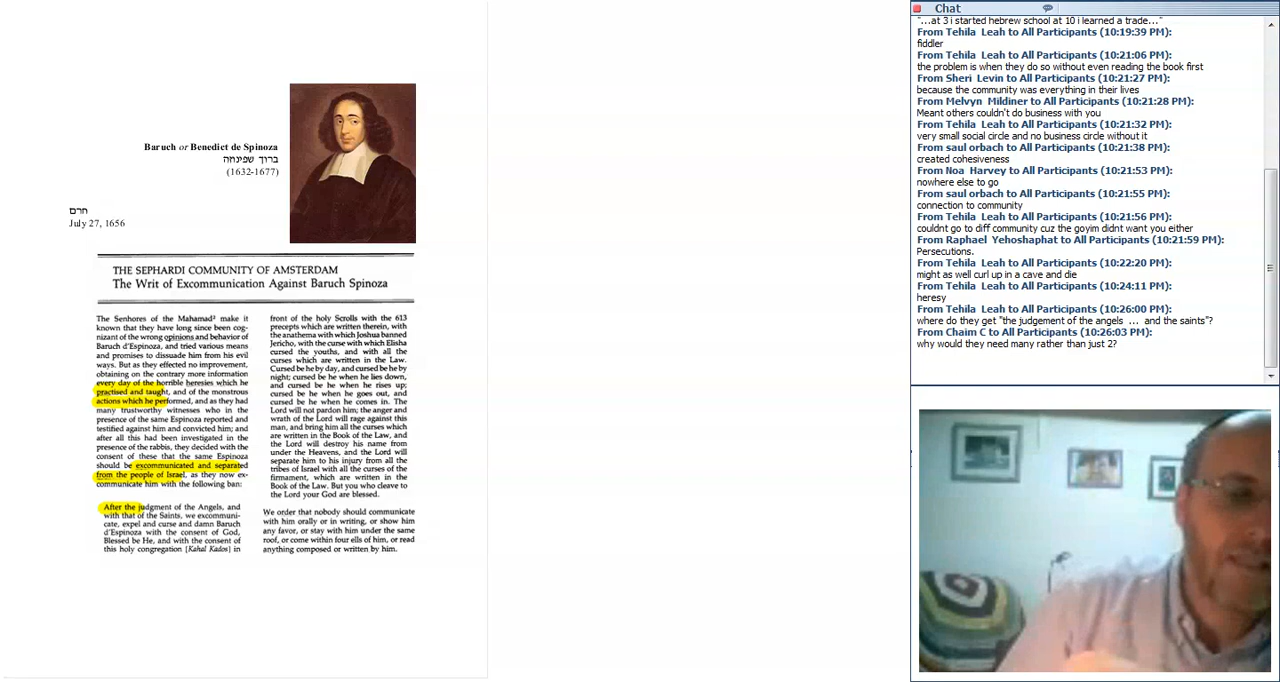 Baruch or Benedict de Spinoza
ברוך שפינוזה
(1632-1677)
חרם
July 27, 1656
THE SEPHARDI COMMUNITY OF AMSTERDAM
The Writ of Excommunication Against Baruch Spinoza
The Senhores of the Mahamad² make it
known that they have long since been cog-
nizant of the wrong opinions and behavior of
Baruch d'Espinoza, and tried various means
and promises to dissuade him from his evil
ways. But as they effected no improvement,
obtaining on the contrary more information
every day of the horrible heresies which he
practised and taught, and of the monstrous
actions which he performed, and as they had
many trustworthy witnesses who in the
presence of the same Espinoza reported and
testified against him and convicted him; and
after all this had been investigated in the
presence of the rabbis, they decided with the
consent of these that the same Espinoza
should be excommunicated and separated
from the people of Israel, as they now ex-
communicate him with the following ban:
After the judgment of the Angels, and
with that of the Saints, we excommuni-
cate, expel and curse and damn Baruch
d'Espinoza with the consent of God,
Blessed be He, and with the consent of
this holy congregation [Kahal Kados] in
front of the holy Scrolls with the 613
precepts which are written therein, with
the anathema with which Joshua banned
Jericho, with the curse with which Elisha
cursed the youths, and with all the
curses which are written in the Law.
Cursed be he by day, and cursed be he by
night; cursed be he when he lies down,
and cursed be he when he rises up;
cursed be he when he goes out, and
cursed be he when he comes in. The
Lord will not pardon him; the anger and
wrath of the Lord will rage against this
man, and bring him all the curses which
are written in the Book of the Law, and
the Lord will destroy his name from
under the Heavens, and the Lord will
separate him to his injury from all the
tribes of Israel with all the curses of the
firmament, which are written in the
Book of the Law. But you who cleave to
the Lord your God are blessed.
We order that nobody should communicate
with him orally or in writing, or show him
any favor, or stay with him under the same
roof, or come within four ells of him, or read
anything composed or written by him.
Chat
"...at 3 i started hebrew school at 10 i learned a trade..."
From Tehila Leah to All Participants (10:19:39 PM):
fiddler
From Tehila Leah to All Participants (10:21:06 PM):
the problem is when they do so without even reading the book first
From Sheri Levin to All Participants (10:21:27 PM):
because the community was everything in their lives
From Melvyn Mildiner to All Participants (10:21:28 PM):
Meant others couldn't do business with you
From Tehila Leah to All Participants (10:21:32 PM):
very small social circle and no business circle without it
From saul orbach to All Participants (10:21:38 PM):
created cohesiveness
From Noa Harvey to All Participants (10:21:53 PM):
nowhere else to go
From saul orbach to All Participants (10:21:55 PM):
connection to community
From Tehila Leah to All Participants (10:21:56 PM):
couldnt go to diff community cuz the goyim didnt want you either
From Raphael Yehoshaphat to All Participants (10:21:59 PM):
Persecutions.
From Tehila Leah to All Participants (10:22:20 PM):
might as well curl up in a cave and die
From Tehila Leah to All Participants (10:24:11 PM):
heresy
From Tehila Leah to All Participants (10:26:00 PM):
where do they get "the judgement of the angels ... and the saints"?
From Chaim C to All Participants (10:26:03 PM):
why would they need many rather than just 2?